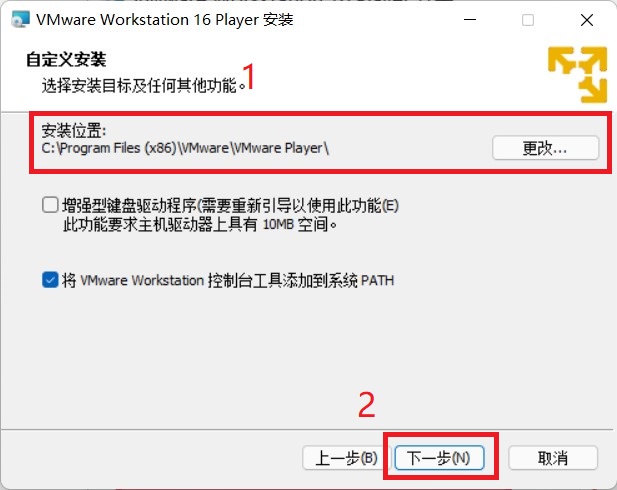 VMware Workstation 16 Player 安装
自定义安装
选择安装目标及任何其他功能。
1
安装位置:
C:\Program Files (x86)\VMware\VMware Player\
更改...
增强型键盘驱动程序(需要重新引导以使用此功能(E)
此功能要求主机驱动器上具有 10MB 空间。
将 VMware Workstation 控制台工具添加到系统 PATH
2
上一步(B)
下一步(N)
取消